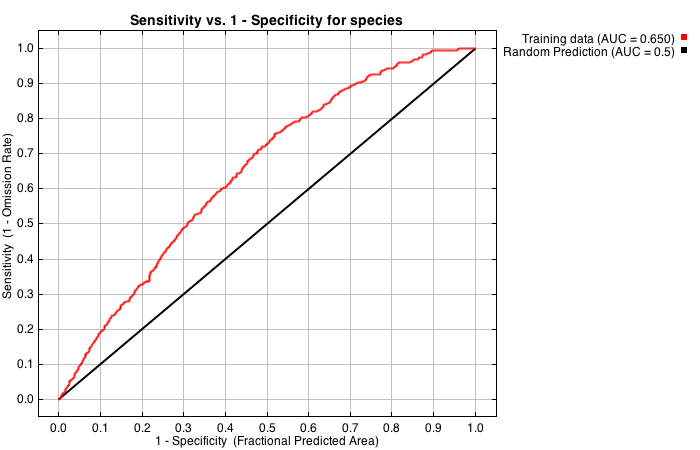 Sensitivity vs. 1 - Specificity for species
Training data (AUC = 0.650)
Random Prediction (AUC = 0.5)
Sensitivity (1 - Omission Rate)
1.0
0.9
0.8
0.7
0.6
0.5
0.4
0.3
0.2
0.1
0.0
0.0 0.1 0.2 0.3 0.4 0.5 0.6 0.7 0.8 0.9 1.0
1 - Specificity (Fractional Predicted Area)